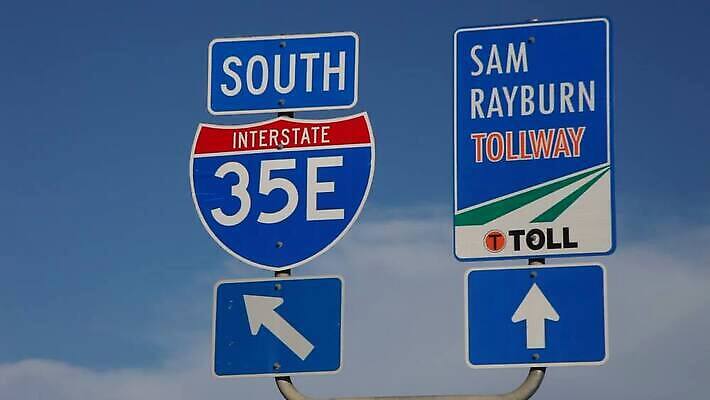 SOUTH
INTERSTATE
35E
SAM
RAYBURN
TOLLWAY
T TOLL